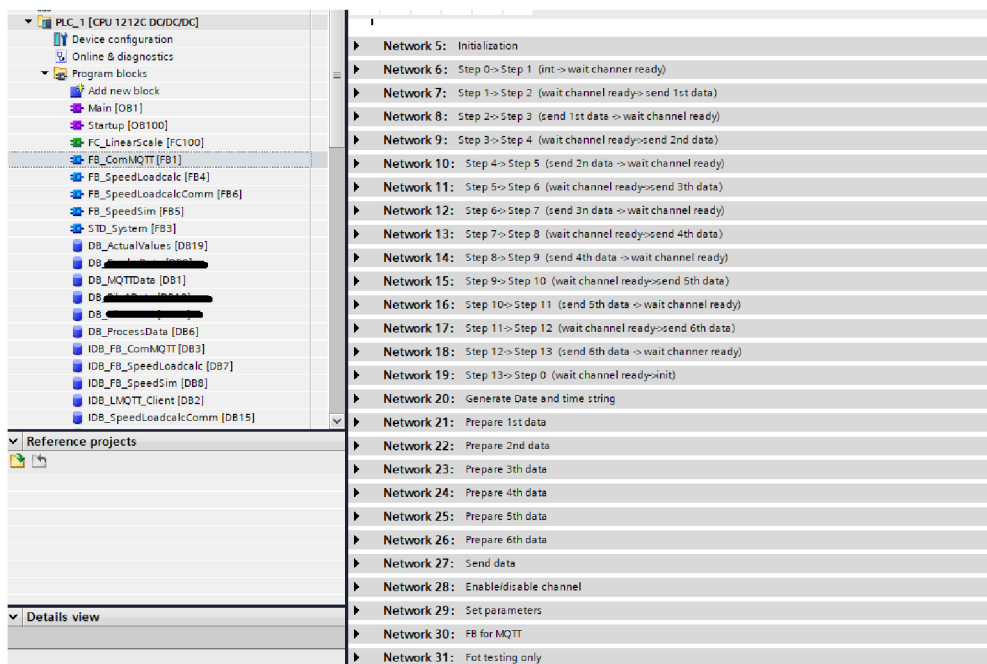 PLC_1 [CPU 1212C DC/DC/DC]
Device configuration
Online & diagnostics
Program blocks
Add new block
Main [OB1]
Startup [OB100]
FC_LinearScale [FC100]
FB_ComMQTT [FB1]
FB_SpeedLoadcalc [FB4]
FB_SpeedLoadcalcComm [FB6]
FB_SpeedSim [FB5]
STD_System [FB3]
DB_ActualValues [DB19]
DB_
DB_MQTTData [DB1]
DB_
DB_
DB_ProcessData [DB6]
IDB_FB_ComMQTT [DB3]
IDB_FB_SpeedLoadcalc [DB7]
IDB_FB_SpeedSim [DB8]
IDB_LMQTT_Client [DB2]
IDB_SpeedLoadcalcComm [DB15]
Reference projects
Details view
Network 5: Initialization
Network 6: Step 0-> Step 1 (int -> wait channer ready)
Network 7: Step 1-> Step 2 (wait channel ready-> send 1st data)
Network 8: Step 2-> Step 3 (send 1st data -> wait channel ready)
Network 9: Step 3-> Step 4 (wait channel ready->send 2nd data)
Network 10: Step 4-> Step 5 (send 2n data -> wait channel ready)
Network 11: Step 5-> Step 6 (wait channel ready->send 3th data)
Network 12: Step 6-> Step 7 (send 3n data -> wait channel ready)
Network 13: Step 7-> Step 8 (wait channel ready->send 4th data)
Network 14: Step 8-> Step 9 (send 4th data -> wait channel ready)
Network 15: Step 9-> Step 10 (wait channel ready->send 5th data)
Network 16: Step 10-> Step 11 (send 5th data -> wait channel ready)
Network 17: Step 11-> Step 12 (wait channel ready->send 6th data)
Network 18: Step 12-> Step 13 (send 6th data -> wait channer ready)
Network 19: Step 13-> Step 0 (wait channel ready->init)
Network 20: Generate Date and time string
Network 21: Prepare 1st data
Network 22: Prepare 2nd data
Network 23: Prepare 3th data
Network 24: Prepare 4th data
Network 25: Prepare 5th data
Network 26: Prepare 6th data
Network 27: Send data
Network 28: Enable/disable channel
Network 29: Set parameters
Network 30: FB for MQTT
Network 31: Fot testing only